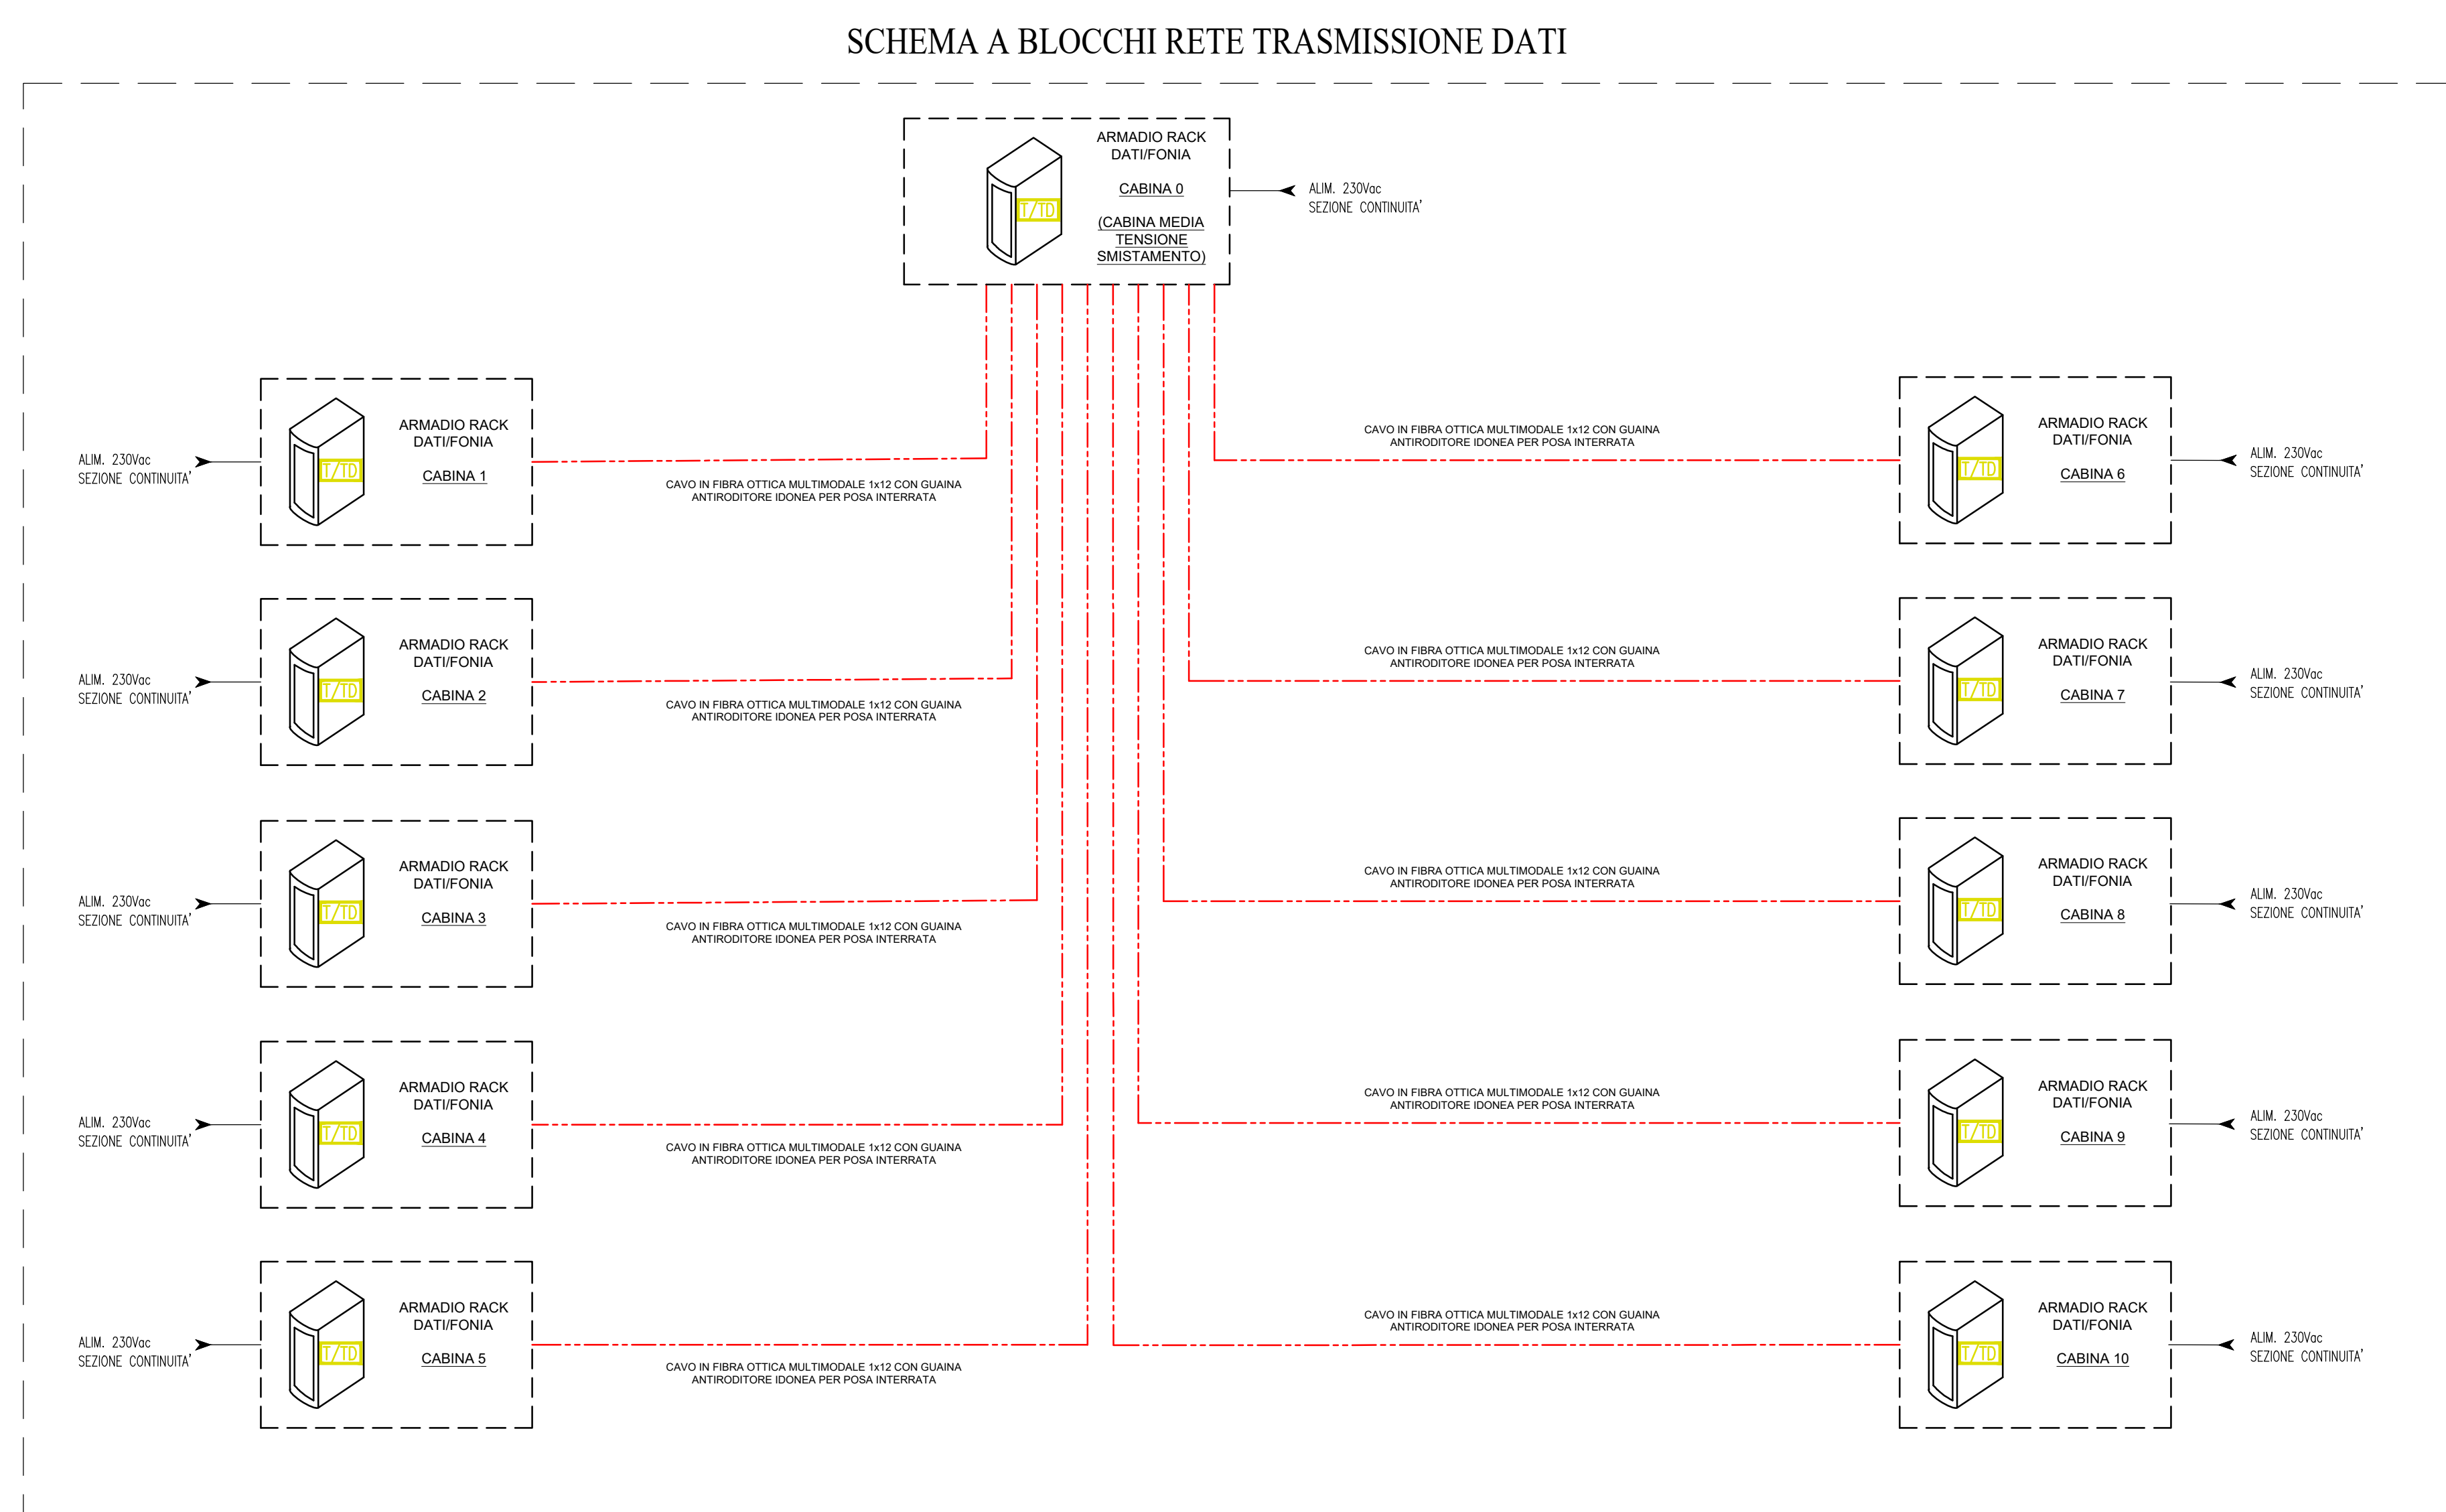 SCHEMA A BLOCCHI RETE TRASMISSIONE DATI
ARMADIO RACK
DATI/FONIA
CABINA 0
(CABINA MEDIA
TENSIONE
SMISTAMENTO)
T/TD
ALIM. 230Vac
SEZIONE CONTINUITA'
ALIM. 230Vac
SEZIONE CONTINUITA'
T/TD
ARMADIO RACK
DATI/FONIA
CABINA 1
CAVO IN FIBRA OTTICA MULTIMODALE 1x12 CON GUAINA
ANTIRODITORE IDONEA PER POSA INTERRATA
CAVO IN FIBRA OTTICA MULTIMODALE 1x12 CON GUAINA
ANTIRODITORE IDONEA PER POSA INTERRATA
T/TD
ARMADIO RACK
DATI/FONIA
CABINA 6
ALIM. 230Vac
SEZIONE CONTINUITA'
ALIM. 230Vac
SEZIONE CONTINUITA'
T/TD
ARMADIO RACK
DATI/FONIA
CABINA 2
CAVO IN FIBRA OTTICA MULTIMODALE 1x12 CON GUAINA
ANTIRODITORE IDONEA PER POSA INTERRATA
CAVO IN FIBRA OTTICA MULTIMODALE 1x12 CON GUAINA
ANTIRODITORE IDONEA PER POSA INTERRATA
T/TD
ARMADIO RACK
DATI/FONIA
CABINA 7
ALIM. 230Vac
SEZIONE CONTINUITA'
ALIM. 230Vac
SEZIONE CONTINUITA'
T/TD
ARMADIO RACK
DATI/FONIA
CABINA 3
CAVO IN FIBRA OTTICA MULTIMODALE 1x12 CON GUAINA
ANTIRODITORE IDONEA PER POSA INTERRATA
CAVO IN FIBRA OTTICA MULTIMODALE 1x12 CON GUAINA
ANTIRODITORE IDONEA PER POSA INTERRATA
T/TD
ARMADIO RACK
DATI/FONIA
CABINA 8
ALIM. 230Vac
SEZIONE CONTINUITA'
ALIM. 230Vac
SEZIONE CONTINUITA'
T/TD
ARMADIO RACK
DATI/FONIA
CABINA 4
CAVO IN FIBRA OTTICA MULTIMODALE 1x12 CON GUAINA
ANTIRODITORE IDONEA PER POSA INTERRATA
CAVO IN FIBRA OTTICA MULTIMODALE 1x12 CON GUAINA
ANTIRODITORE IDONEA PER POSA INTERRATA
T/TD
ARMADIO RACK
DATI/FONIA
CABINA 9
ALIM. 230Vac
SEZIONE CONTINUITA'
ALIM. 230Vac
SEZIONE CONTINUITA'
T/TD
ARMADIO RACK
DATI/FONIA
CABINA 5
CAVO IN FIBRA OTTICA MULTIMODALE 1x12 CON GUAINA
ANTIRODITORE IDONEA PER POSA INTERRATA
CAVO IN FIBRA OTTICA MULTIMODALE 1x12 CON GUAINA
ANTIRODITORE IDONEA PER POSA INTERRATA
T/TD
ARMADIO RACK
DATI/FONIA
CABINA 10
ALIM. 230Vac
SEZIONE CONTINUITA'